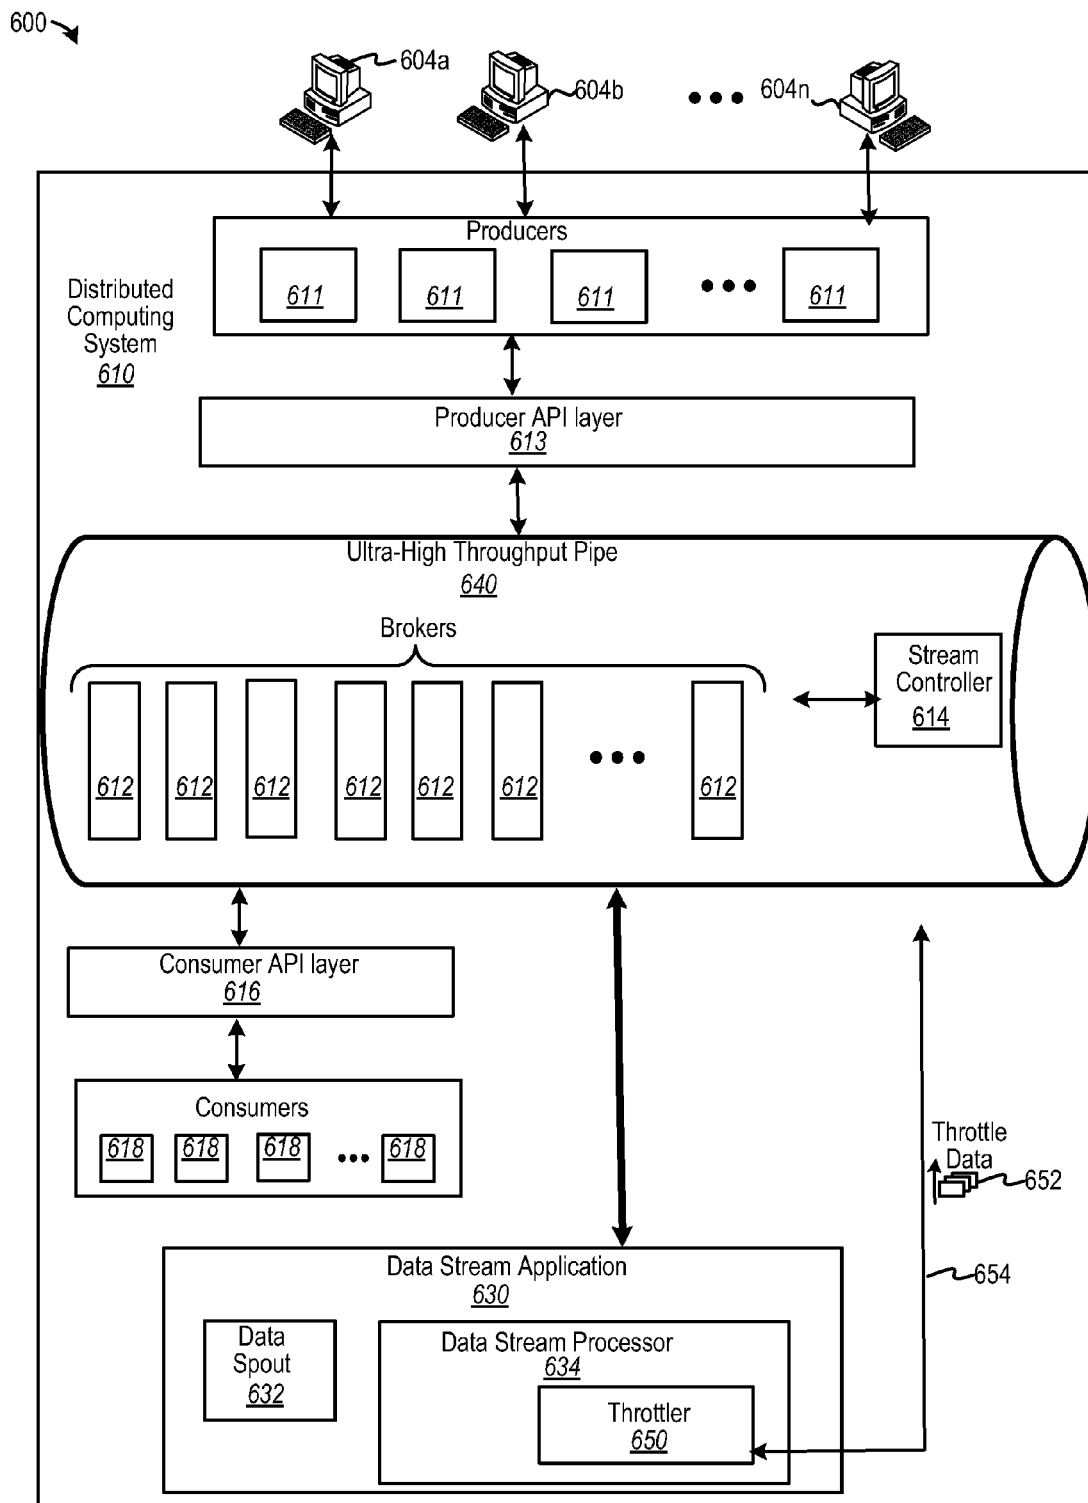 600
604a
604b
604n
Producers
611
611
611
611
Distributed
Computing
System
610
Producer API layer
613
Ultra-High Throughput Pipe
640
Brokers
Stream
Controller
614
612
612
612
612
612
612
612
Consumer API layer
616
Consumers
618
618
618
618
Throttle
Data
652
654
Data Stream Application
630
Data
Spout
632
Data Stream Processor
634
Throttler
650